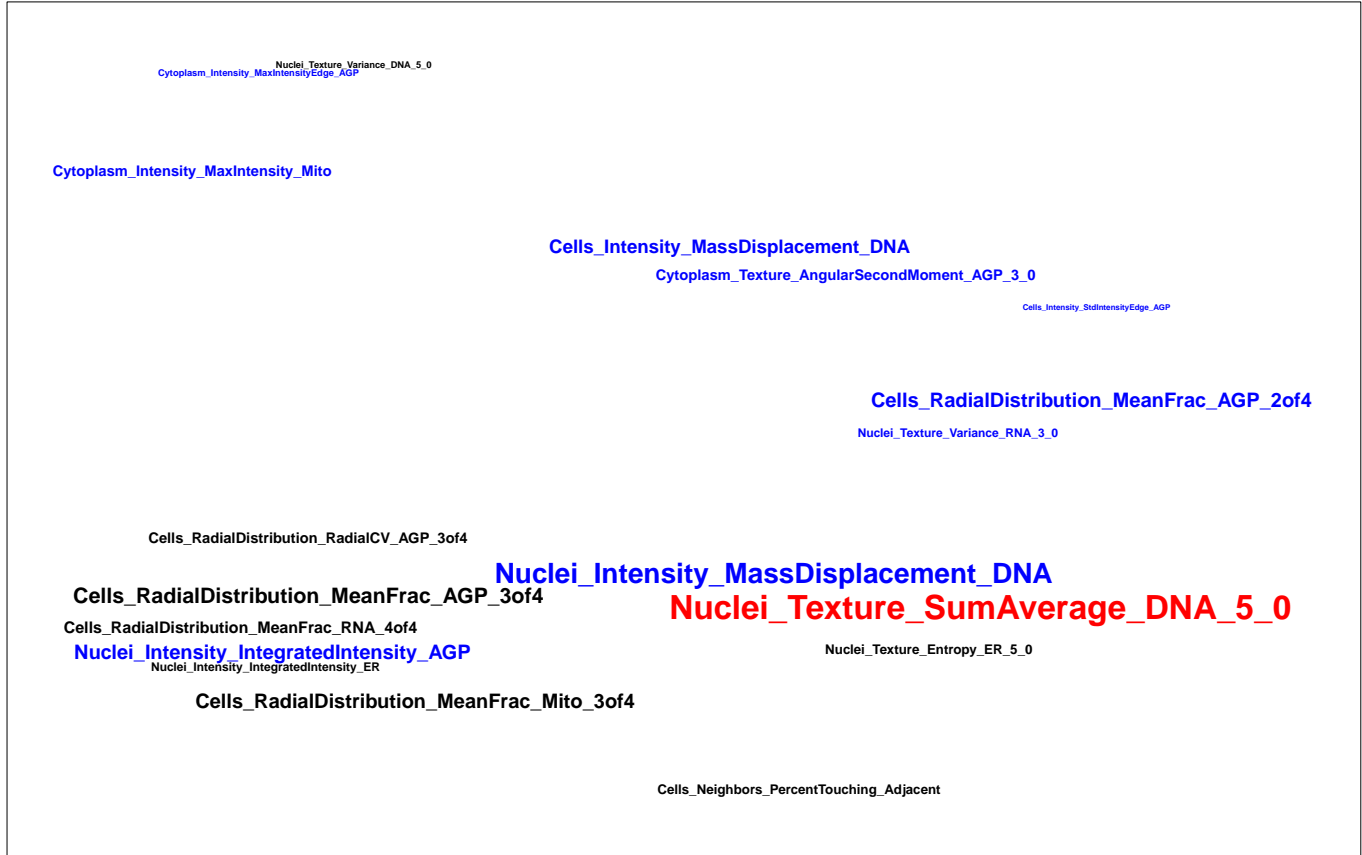 Nuclei_Texture_Variance_DNA_5_0
Cytoplasm_Intensity_MaxIntensityEdge_AGP
Cytoplasm_Intensity_MaxIntensity_Mito
Cells_Intensity_MassDisplacement_DNA
Cytoplasm_Texture_AngularSecondMoment_AGP_3_0
Cells_Intensity_StdIntensityEdge_AGP
Cells_RadialDistribution_MeanFrac_AGP_2of4
Nuclei_Texture_Variance_RNA_3_0
Cells_RadialDistribution_RadialCV_AGP_3of4
Nuclei_Intensity_MassDisplacement_DNA
Cells_RadialDistribution_MeanFrac_AGP_3of4
Nuclei_Texture_SumAverage_DNA_5_0
Cells_RadialDistribution_MeanFrac_RNA_4of4
Nuclei_Intensity_IntegratedIntensity_AGP
Nuclei_Texture_Entropy_ER_5_0
Nuclei_Intensity_IntegratedIntensity_ER
Cells_RadialDistribution_MeanFrac_Mito_3of4
Cells_Neighbors_PercentTouching_Adjacent